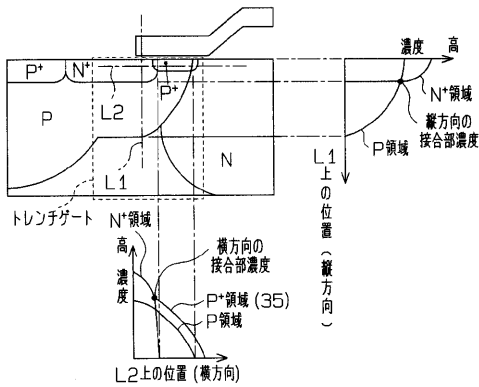 P⁺
N⁺
P⁺
L2
P
L1
N
トレンチゲート
濃度
高
N⁺領域
縦方向の
接合部濃度
P領域
L1上の位置(縦方向)
N⁺領域
高
濃度
横方向の
接合部濃度
P⁺領域(35)
P領域
L2上の位置(横方向)